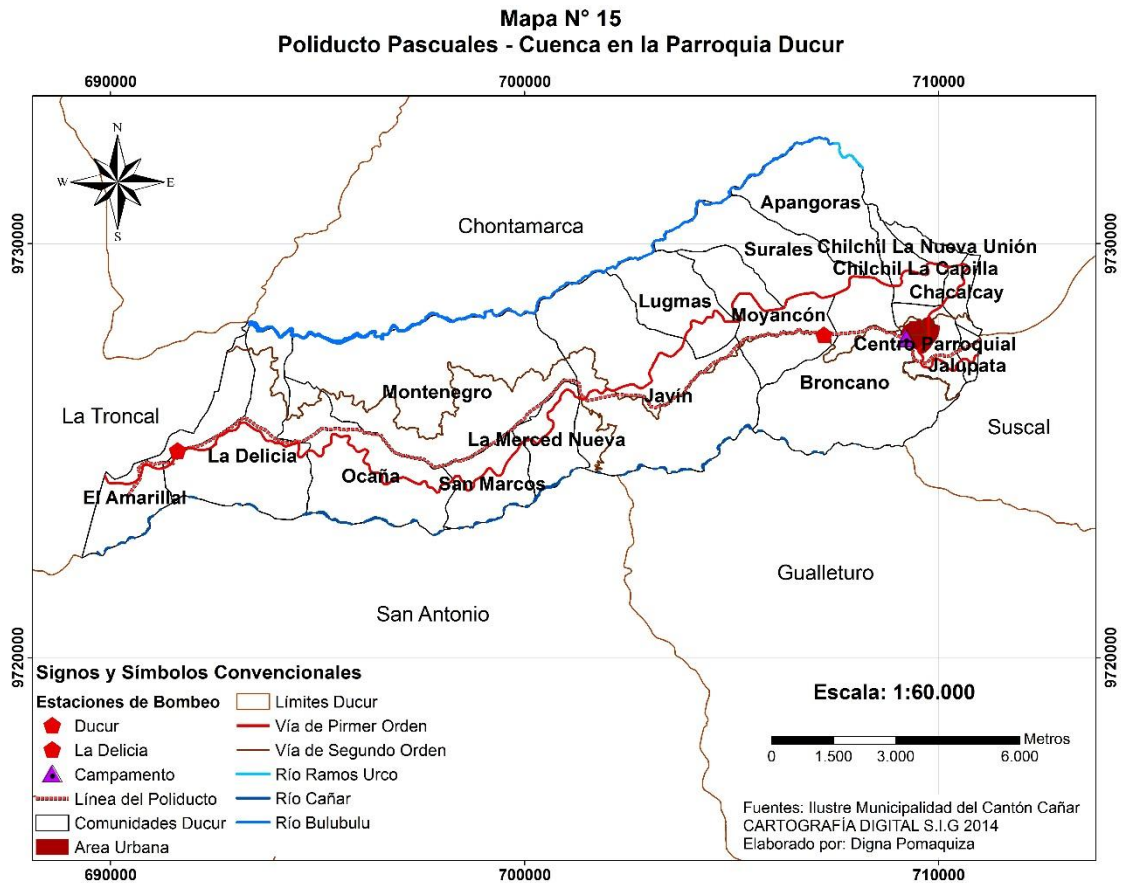 Mapa N° 15
Poliducto Pascuales - Cuenca en la Parroquia Ducur
690000
700000
710000
N
W
E
S
9730000
9730000
Chontamarca
Apangoras
Surales
Chilchil La Nueva Unión
Chilchil La Capilla
Chacalcay
Lugmas
Moyancón
Centro Parroquial
Jalupata
Broncano
Javín
Montenegro
La Troncal
La Merced Nueva
Suscal
La Delicia
Ocaña
San Marcos
El Amarillal
Gualleturo
San Antonio
9720000
9720000
Signos y Símbolos Convencionales
Estaciones de Bombeo
Ducur
La Delicia
Campamento
Línea del Poliducto
Comunidades Ducur
Area Urbana
Límites Ducur
Vía de Pirmer Orden
Vía de Segundo Orden
Río Ramos Urco
Río Cañar
Río Bulubulu
Escala: 1:60.000
Metros
0 1.500 3.000 6.000
Fuentes: Ilustre Municipalidad del Cantón Cañar
CARTOGRAFÍA DIGITAL S.I.G 2014
Elaborado por: Digna Pomaquiza
690000
700000
710000